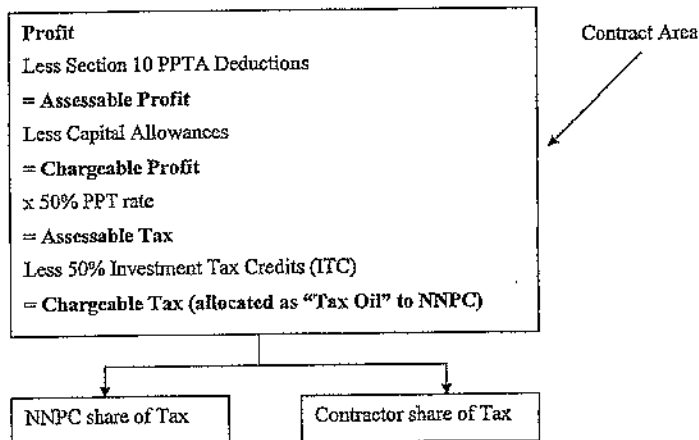 Profit
Contract Area
Less Section 10 PPTA Deductions
= Assessable Profit
Less Capital Allowances
= Chargeable Profit
x 50% PPT rate
= Assessable Tax
Less 50% Investment Tax Credits (ITC)
= Chargeable Tax (allocated as “Tax Oil” to NNPC)
NNPC share of Tax
Contractor share of Tax